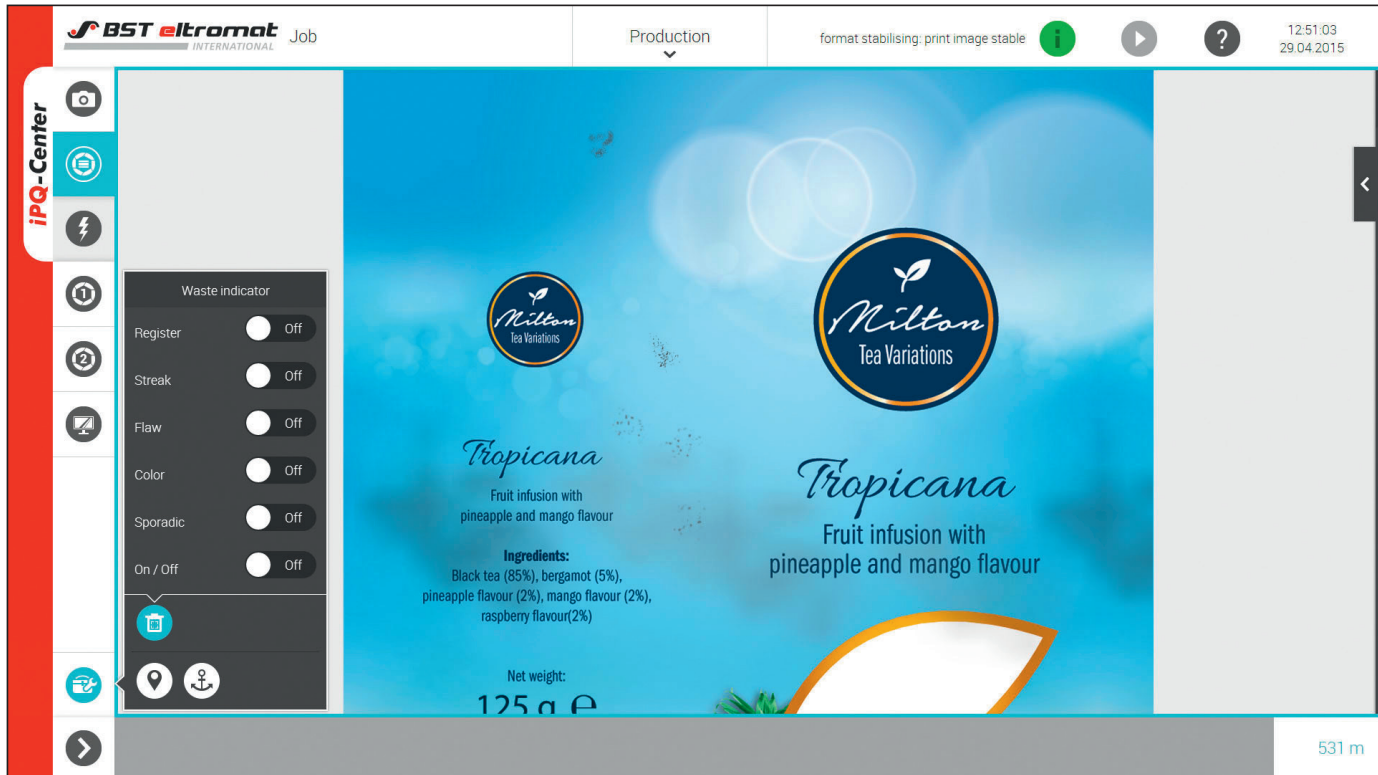 BST eltromat
INTERNATIONAL
Job
Production
format stabilising: print image stable
i
?
12:51:03
29.04.2015
iPQ-Center
1
2
Waste indicator
Register Off
Streak Off
Flaw Off
Color Off
Sporadic Off
On / Off Off
Milton
Tea Variations
Tropicana
Fruit infusion with
pineapple and mango flavour
Ingredients:
Black tea (85%), bergamot (5%),
pineapple flavour (2%), mango flavour (2%),
raspberry flavour(2%)
Net weight:
125 g ℮
Milton
Tea Variations
Tropicana
Fruit infusion with
pineapple and mango flavour
531 m